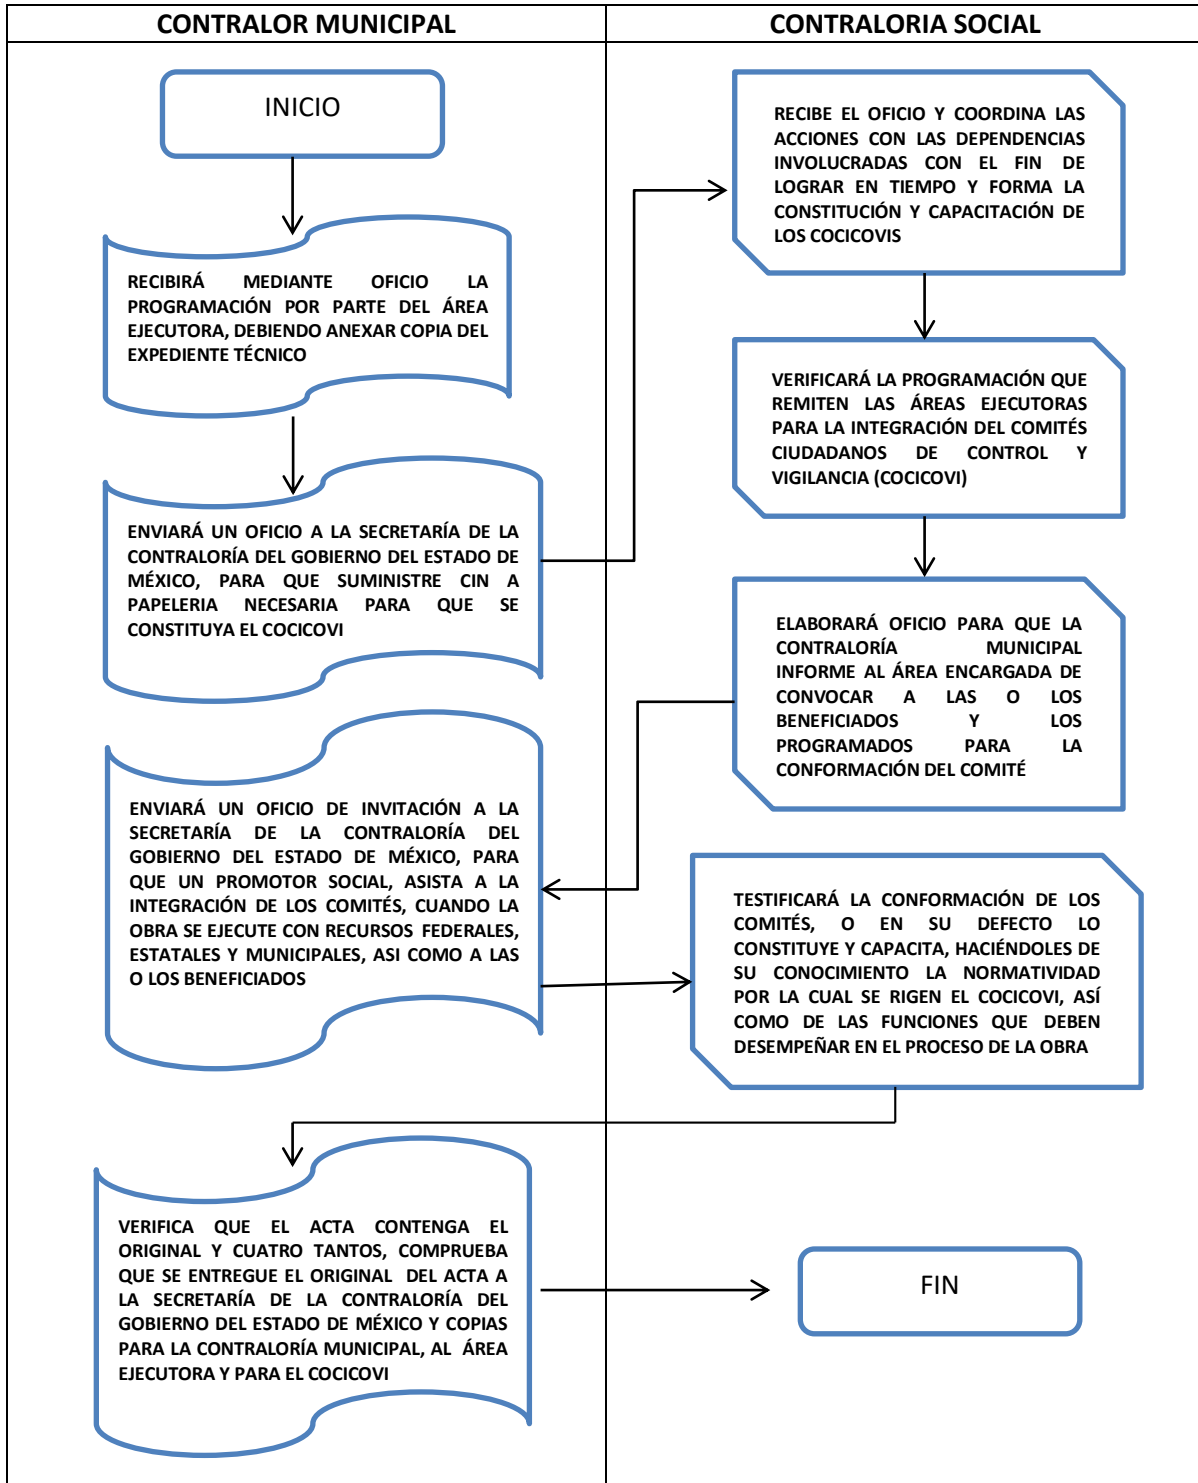 CONTRALOR MUNICIPAL
CONTRALORIA SOCIAL
INICIO
RECIBIRÁ MEDIANTE OFICIO LA
PROGRAMACIÓN POR PARTE DEL ÁREA
EJECUTORA, DEBIENDO ANEXAR COPIA DEL
EXPEDIENTE TÉCNICO
ENVIARÁ UN OFICIO A LA SECRETARÍA DE LA
CONTRALORÍA DEL GOBIERNO DEL ESTADO DE
MÉXICO, PARA QUE SUMINISTRE CIN A
PAPELERIA NECESARIA PARA QUE SE
CONSTITUYA EL COCICOVI
RECIBE EL OFICIO Y COORDINA LAS
ACCIONES CON LAS DEPENDENCIAS
INVOLUCRADAS CON EL FIN DE
LOGRAR EN TIEMPO Y FORMA LA
CONSTITUCIÓN Y CAPACITACIÓN DE
LOS COCICOVIS
VERIFICARÁ LA PROGRAMACIÓN QUE
REMITEN LAS ÁREAS EJECUTORAS
PARA LA INTEGRACIÓN DEL COMITÉS
CIUDADANOS DE CONTROL Y
VIGILANCIA (COCICOVI)
ELABORARÁ OFICIO PARA QUE LA
CONTRALORÍA MUNICIPAL
INFORME AL ÁREA ENCARGADA DE
CONVOCAR A LAS O LOS
BENEFICIADOS Y LOS
PROGRAMADOS PARA LA
CONFORMACIÓN DEL COMITÉ
ENVIARÁ UN OFICIO DE INVITACIÓN A LA
SECRETARÍA DE LA CONTRALORÍA DEL
GOBIERNO DEL ESTADO DE MÉXICO, PARA
QUE UN PROMOTOR SOCIAL, ASISTA A LA
INTEGRACIÓN DE LOS COMITÉS, CUANDO LA
OBRA SE EJECUTE CON RECURSOS FEDERALES,
ESTATALES Y MUNICIPALES, ASI COMO A LAS
O LOS BENEFICIADOS
TESTIFICARÁ LA CONFORMACIÓN DE LOS
COMITÉS, O EN SU DEFECTO LO
CONSTITUYE Y CAPACITA, HACIÉNDOLES DE
SU CONOCIMIENTO LA NORMATIVIDAD
POR LA CUAL SE RIGEN EL COCICOVI, ASÍ
COMO DE LAS FUNCIONES QUE DEBEN
DESEMPEÑAR EN EL PROCESO DE LA OBRA
VERIFICA QUE EL ACTA CONTENGA EL
ORIGINAL Y CUATRO TANTOS, COMPRUEBA
QUE SE ENTREGUE EL ORIGINAL DEL ACTA A
LA SECRETARÍA DE LA CONTRALORÍA DEL
GOBIERNO DEL ESTADO DE MÉXICO Y COPIAS
PARA LA CONTRALORÍA MUNICIPAL, AL ÁREA
EJECUTORA Y PARA EL COCICOVI
FIN